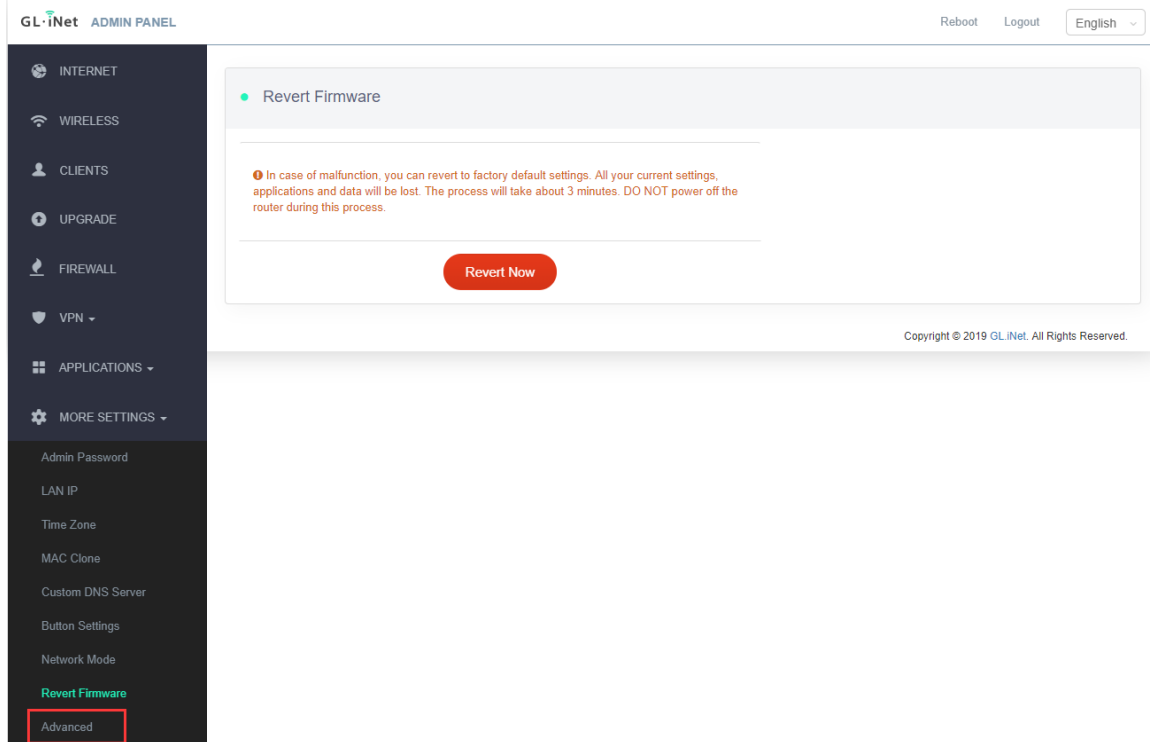 GL·iNet ADMIN PANEL
Reboot Logout English
INTERNET
WIRELESS
CLIENTS
UPGRADE
FIREWALL
VPN
APPLICATIONS
MORE SETTINGS
Admin Password
LAN IP
Time Zone
MAC Clone
Custom DNS Server
Button Settings
Network Mode
Revert Firmware
Advanced
Revert Firmware
In case of malfunction, you can revert to factory default settings. All your current settings,
applications and data will be lost. The process will take about 3 minutes. DO NOT power off the
router during this process.
Revert Now
Copyright © 2019 GL.iNet. All Rights Reserved.